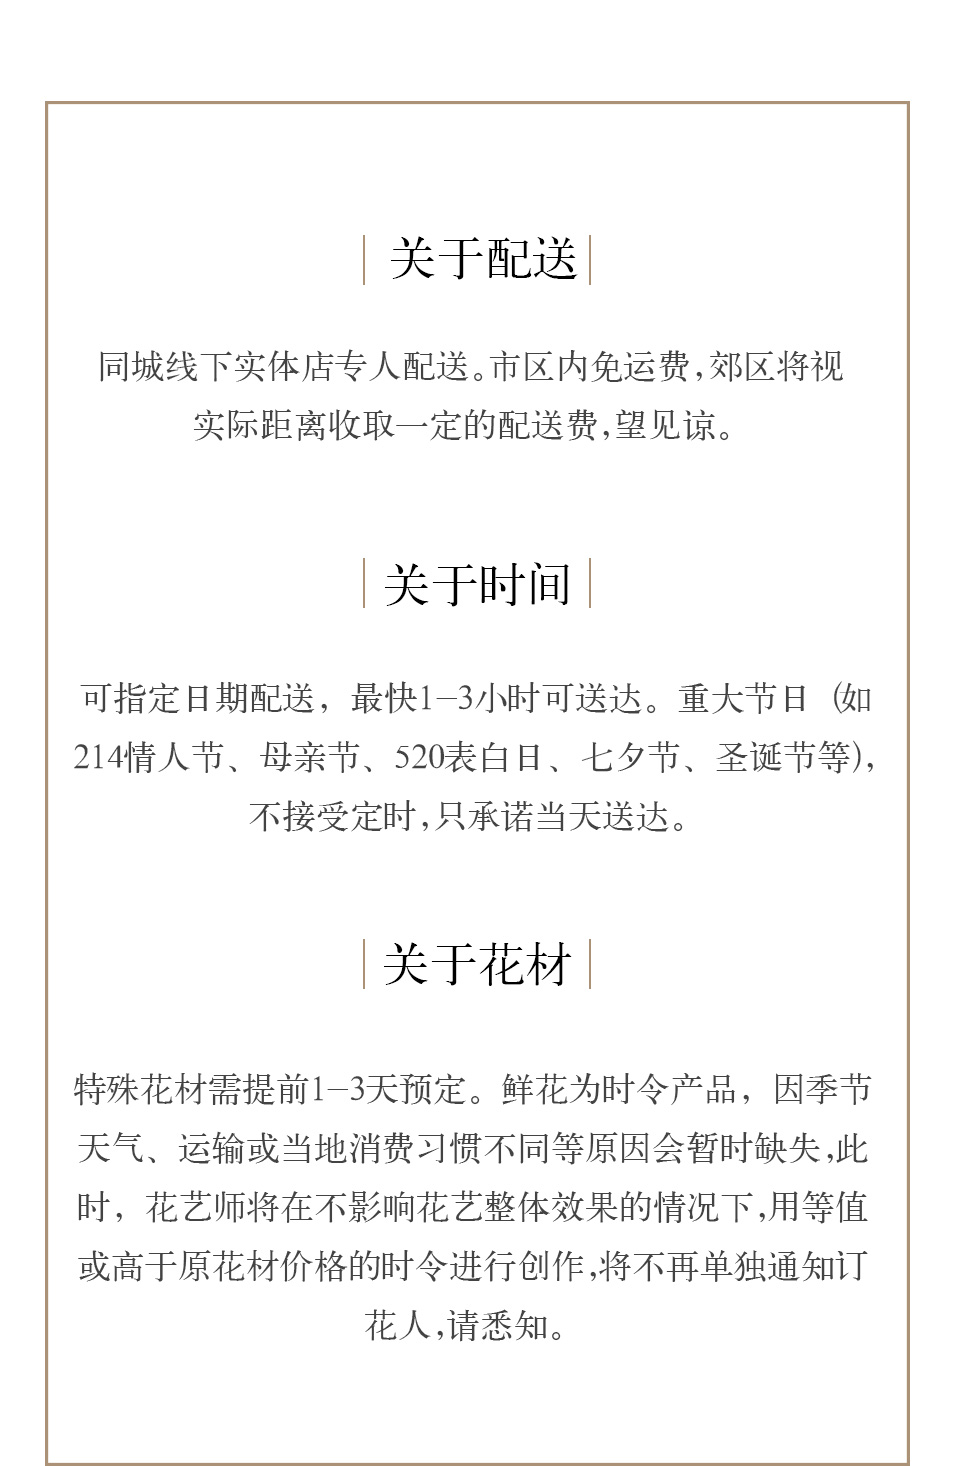 关于配送
同城线下实体店专人配送。市区内免运费,郊区将视
实际距离收取一定的配送费,望见谅。
关于时间
可指定日期配送，最快1-3小时可送达。重大节日（如
214情人节、母亲节、520表白日、七夕节、圣诞节等),
不接受定时,只承诺当天送达。
关于花材
特殊花材需提前1-3天预定。鲜花为时令产品，因季节
天气、运输或当地消费习惯不同等原因会暂时缺失,此
时，花艺师将在不影响花艺整体效果的情况下,用等值
或高于原花材价格的时令进行创作,将不再单独通知订
花人,请悉知。